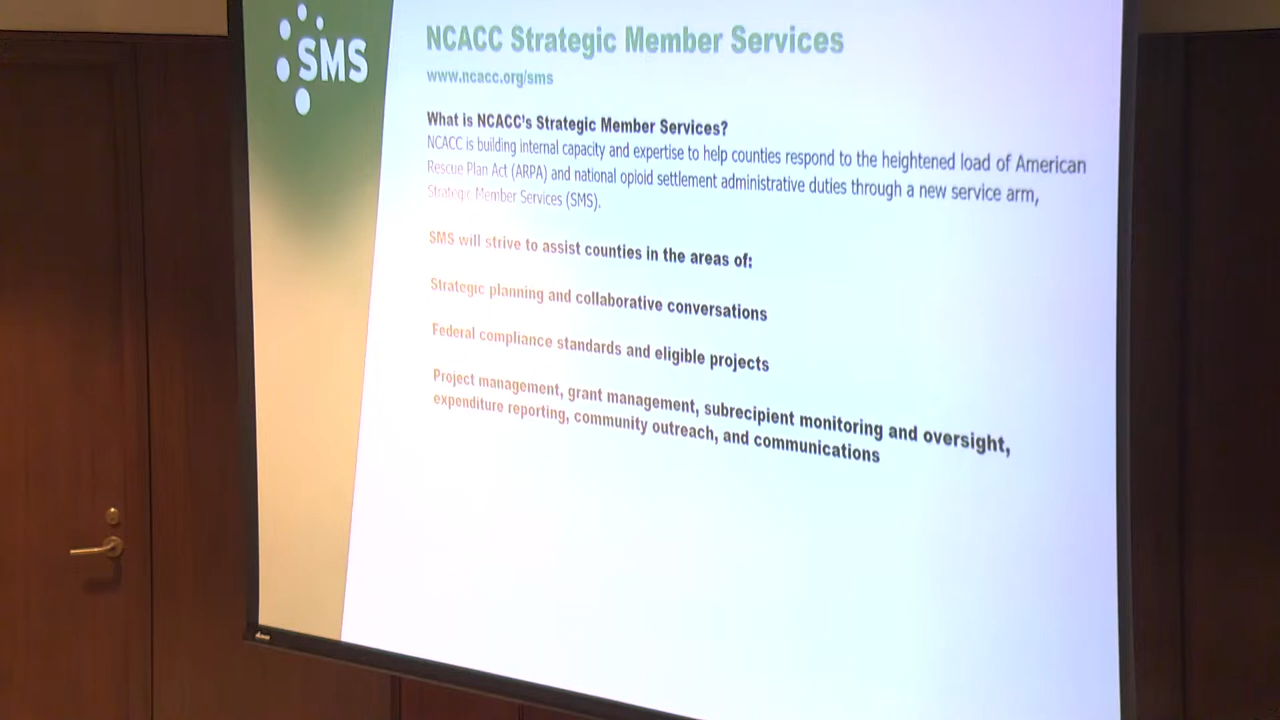 SMS
NCACC Strategic Member Services
www.ncacc.org/sms
What is NCACC's Strategic Member Services?
NCACC is building internal capacity and expertise to help counties respond to the heightened load of American
Rescue Plan Act (ARPA) and national opioid settlement administrative duties through a new service arm,
Strategic Member Services (SMS).
SMS will strive to assist counties in the areas of:
Strategic planning and collaborative conversations
Federal compliance standards and eligible projects
Project management, grant management, subrecipient monitoring and oversight,
expenditure reporting, community outreach, and communications